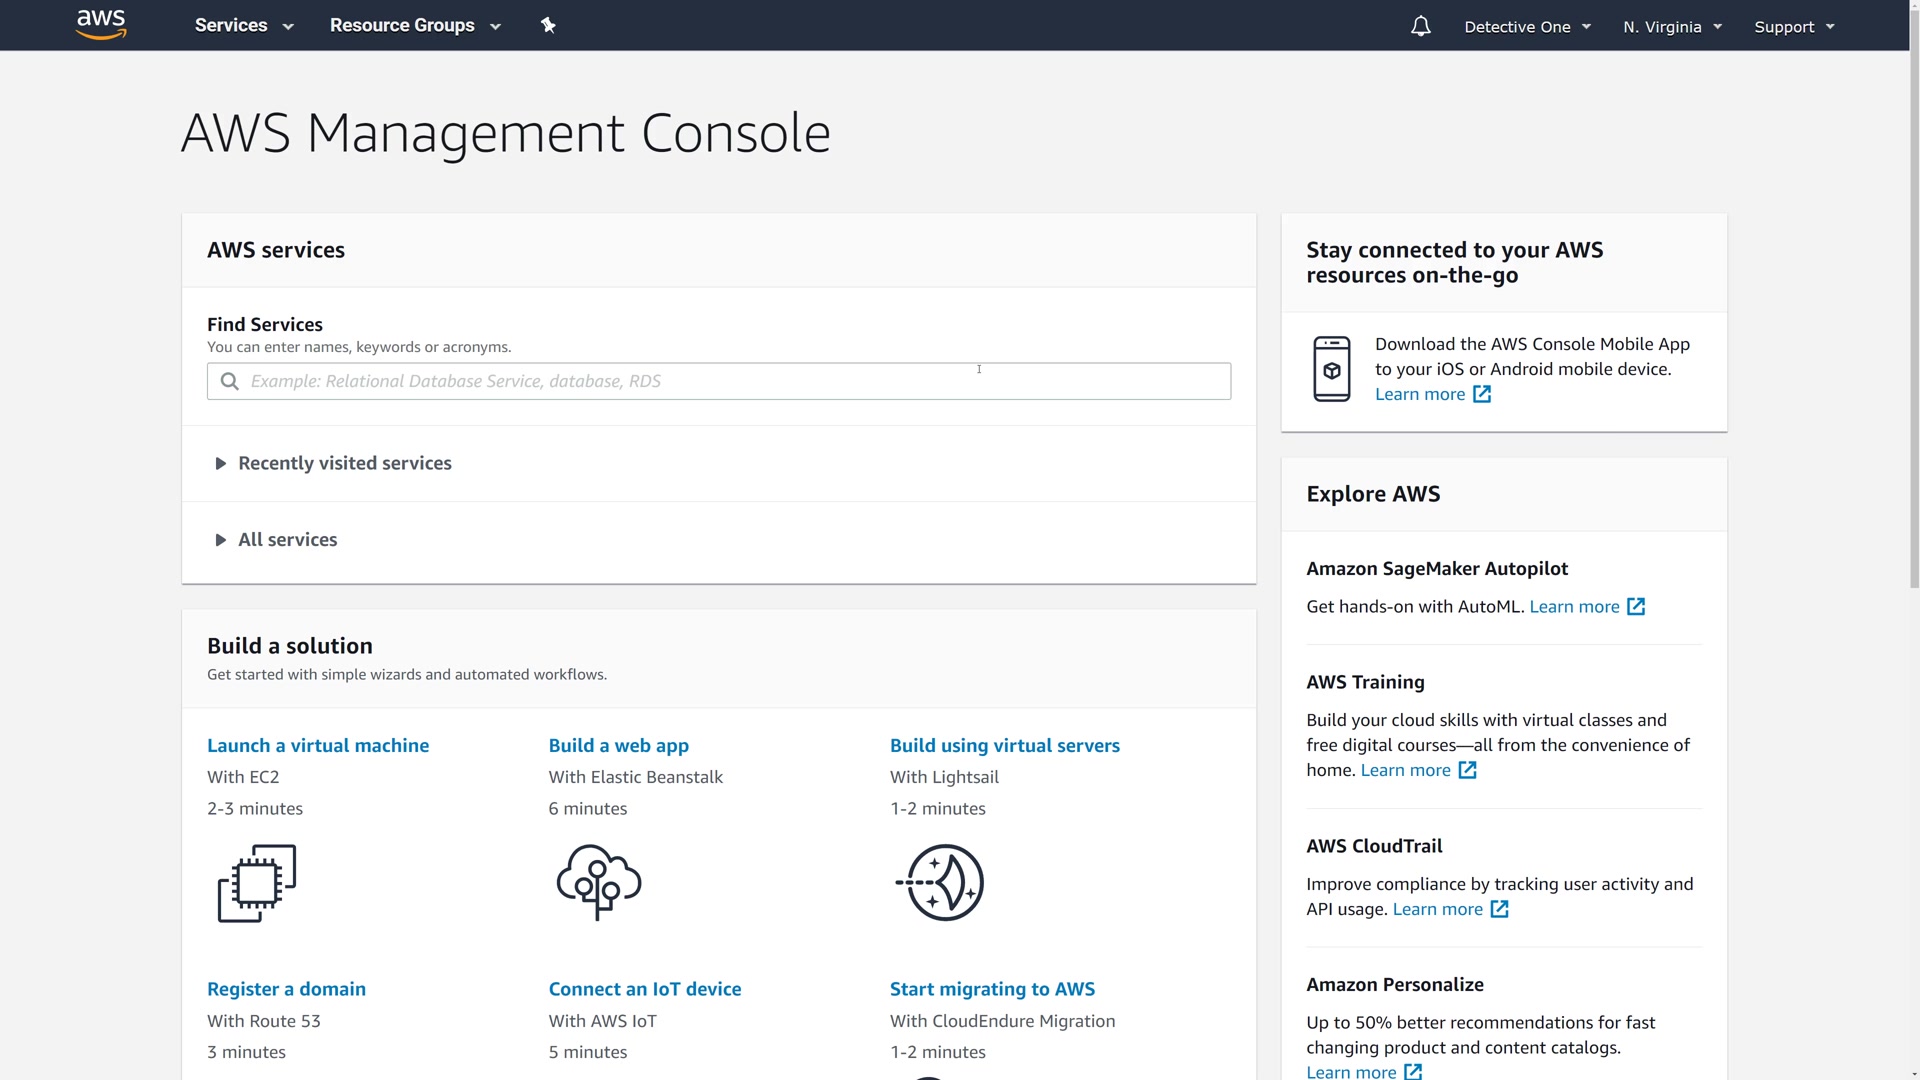 aws
Services
Resource Groups
Detective One
N. Virginia
Support
AWS Management Console
AWS services
Find Services
You can enter names, keywords or acronyms.
Example: Relational Database Service, database, RDS
Recently visited services
All services
Build a solution
Get started with simple wizards and automated workflows.
Launch a virtual machine
With EC2
2-3 minutes
Build a web app
With Elastic Beanstalk
6 minutes
Build using virtual servers
With Lightsail
1-2 minutes
Register a domain
With Route 53
3 minutes
Connect an IoT device
With AWS IoT
5 minutes
Start migrating to AWS
With CloudEndure Migration
1-2 minutes
Stay connected to your AWS
resources on-the-go
Download the AWS Console Mobile App
to your iOS or Android mobile device.
Learn more
Explore AWS
Amazon SageMaker Autopilot
Get hands-on with AutoML. Learn more
AWS Training
Build your cloud skills with virtual classes and
free digital courses—all from the convenience of
home. Learn more
AWS CloudTrail
Improve compliance by tracking user activity and
API usage. Learn more
Amazon Personalize
Up to 50% better recommendations for fast
changing product and content catalogs.
Learn more